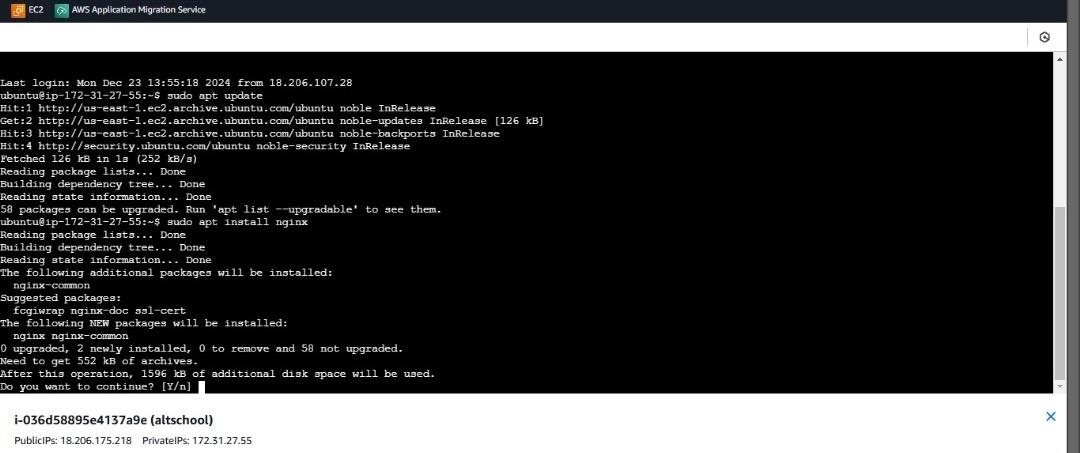 EC2 AWS Application Migration Service
Last login: Mon Dec 23 13:55:18 2024 from 18.206.107.28
ubuntu@ip-172-31-27-55:~$ sudo apt update
Hit:1 http://us-east-1.ec2.archive.ubuntu.com/ubuntu noble InRelease
Get:2 http://us-east-1.ec2.archive.ubuntu.com/ubuntu noble-updates InRelease [126 kB]
Hit:3 http://us-east-1.ec2.archive.ubuntu.com/ubuntu noble-backports InRelease
Hit:4 http://security.ubuntu.com/ubuntu noble-security InRelease
Fetched 126 kB in 1s (252 kB/s)
Reading package lists... Done
Building dependency tree... Done
Reading state information... Done
58 packages can be upgraded. Run 'apt list --upgradable' to see them.
ubuntu@ip-172-31-27-55:~$ sudo apt install nginx
Reading package lists... Done
Building dependency tree... Done
Reading state information... Done
The following additional packages will be installed:
  nginx-common
Suggested packages:
  fcgiwrap nginx-doc ssl-cert
The following NEW packages will be installed:
  nginx nginx-common
0 upgraded, 2 newly installed, 0 to remove and 58 not upgraded.
Need to get 552 kB of archives.
After this operation, 1596 kB of additional disk space will be used.
Do you want to continue? [Y/n]
i-036d58895e4137a9e (altschool)
PublicIPs: 18.206.175.218 PrivateIPs: 172.31.27.55